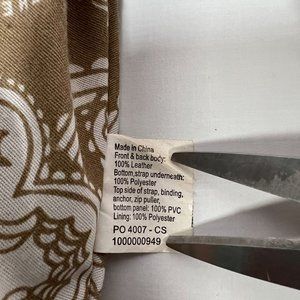 Made in China
Front & back body:
100% Leather
Bottom,strap underneath:
100% Polyester
Top side of strap, binding,
anchor, zip puller,
bottom panel: 100% PVC
Lining: 100% Polyester
PO 4007 - CS
1000000949